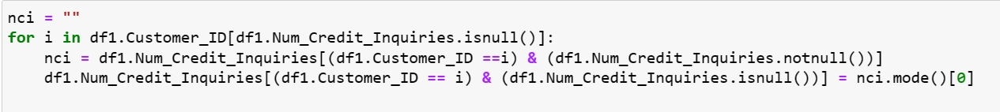 nci = ""
for i in df1.Customer_ID[df1.Num_Credit_Inquiries.isnull()]:
    nci = df1.Num_Credit_Inquiries[(df1.Customer_ID ==i) & (df1.Num_Credit_Inquiries.notnull())]
    df1.Num_Credit_Inquiries[(df1.Customer_ID == i) & (df1.Num_Credit_Inquiries.isnull())] = nci.mode()[0]